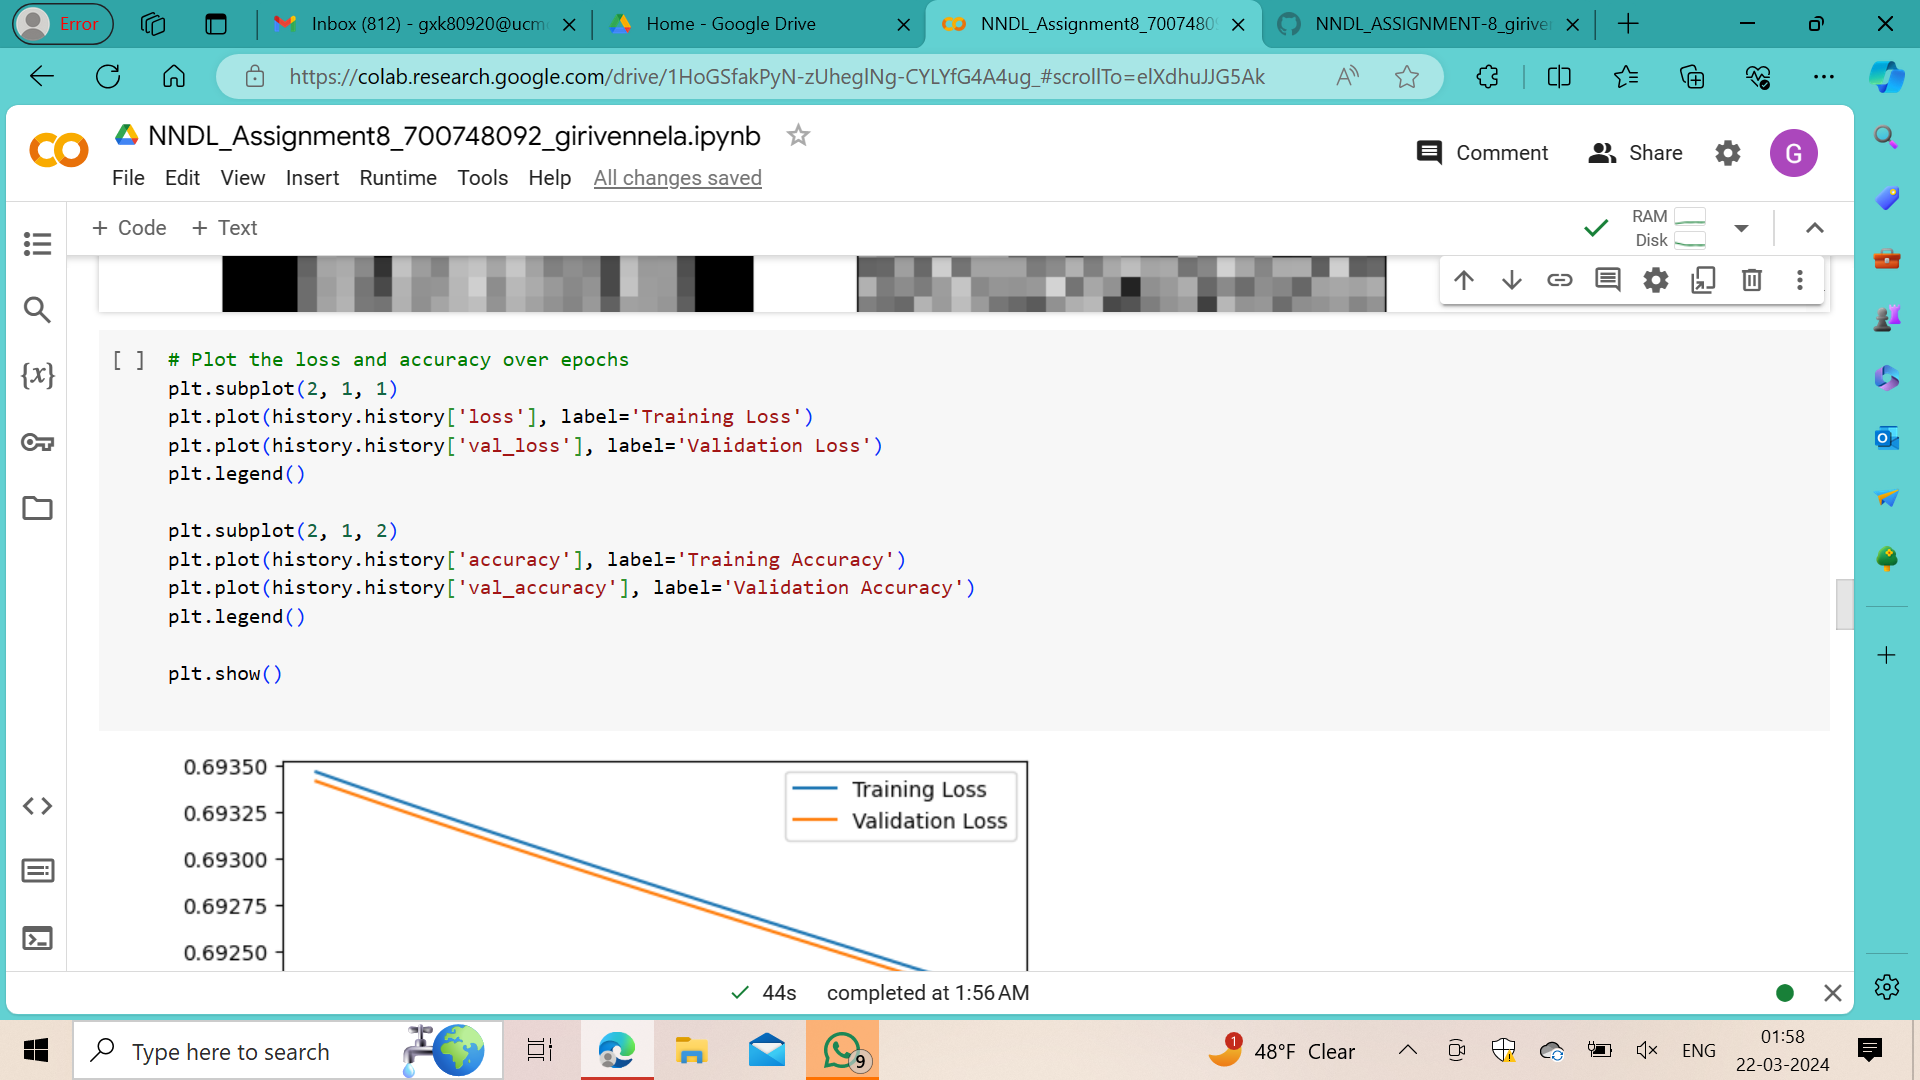 Error
Inbox (812) - gxk80920@ucm
Home - Google Drive
NNDL_Assignment8_70074809
NNDL_ASSIGNMENT-8_giriven
https://colab.research.google.com/drive/1HoGSfakPyN-zUheglNg-CYLYfG4A4ug_#scrollTo=elXdhuJJG5Ak
NNDL_Assignment8_700748092_girivennela.ipynb
File Edit View Insert Runtime Tools Help All changes saved
Comment
Share
G
+ Code + Text
RAM
Disk
[ ] # Plot the loss and accuracy over epochs
plt.subplot(2, 1, 1)
plt.plot(history.history['loss'], label='Training Loss')
plt.plot(history.history['val_loss'], label='Validation Loss')
plt.legend()
plt.subplot(2, 1, 2)
plt.plot(history.history['accuracy'], label='Training Accuracy')
plt.plot(history.history['val_accuracy'], label='Validation Accuracy')
plt.legend()
plt.show()
0.69350
0.69325
0.69300
0.69275
0.69250
Training Loss
Validation Loss
44s completed at 1:56 AM
Type here to search
9
1
48°F Clear
ENG
01:58
22-03-2024